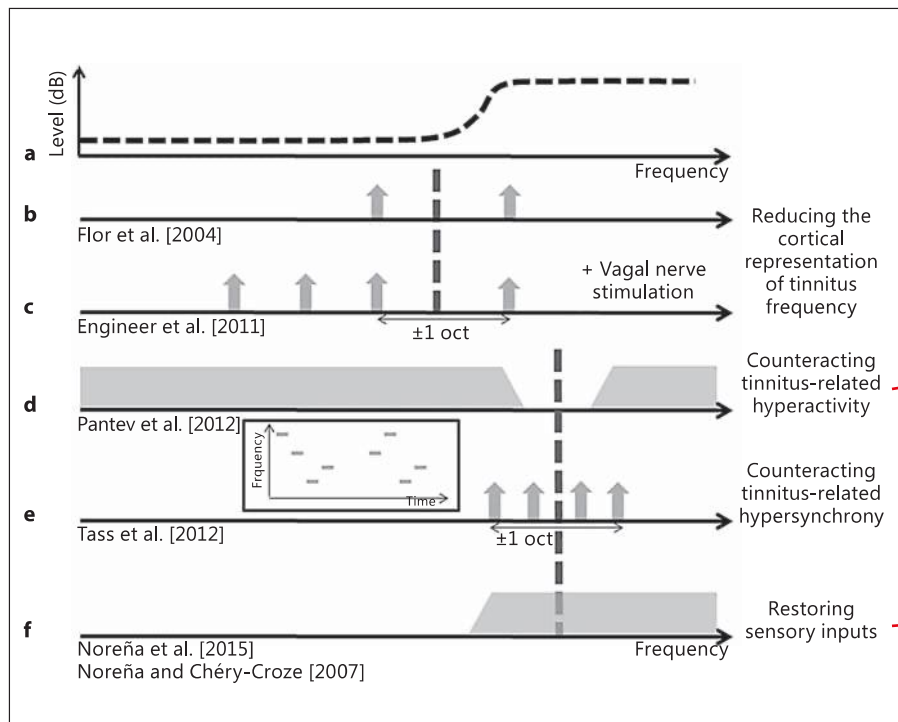 Level (dB)
a
Frequency
b
Flor et al. [2004]
Reducing the
cortical
representation
of tinnitus
frequency
+ Vagal nerve
stimulation
c
Engineer et al. [2011]
±1 oct
d
Pantev et al. [2012]
Counteracting
tinnitus-related
hyperactivity
Frquency
Time
e
Tass et al. [2012]
±1 oct
Counteracting
tinnitus-related
hypersynchrony
f
Noreña et al. [2015]
Noreña and Chéry-Croze [2007]
Frequency
Restoring
sensory inputs